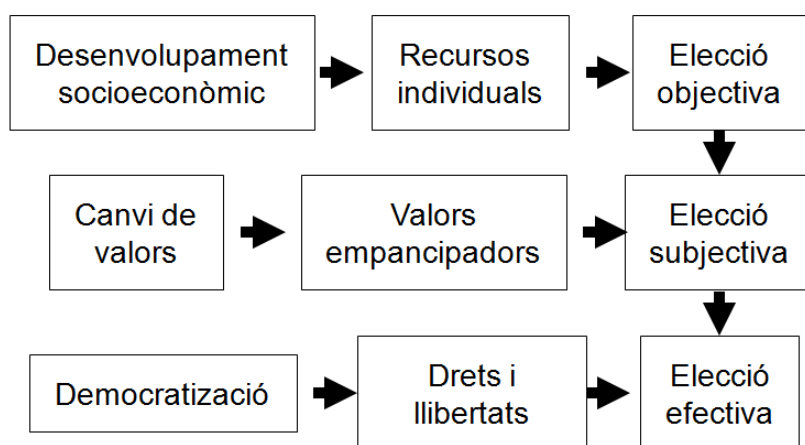 Desenvolupament
socioeconòmic
Recursos
individuals
Elecció
objectiva
Canvi de
valors
Valors
empancipadors
Elecció
subjectiva
Democratizació
Drets i
llibertats
Elecció
efectiva